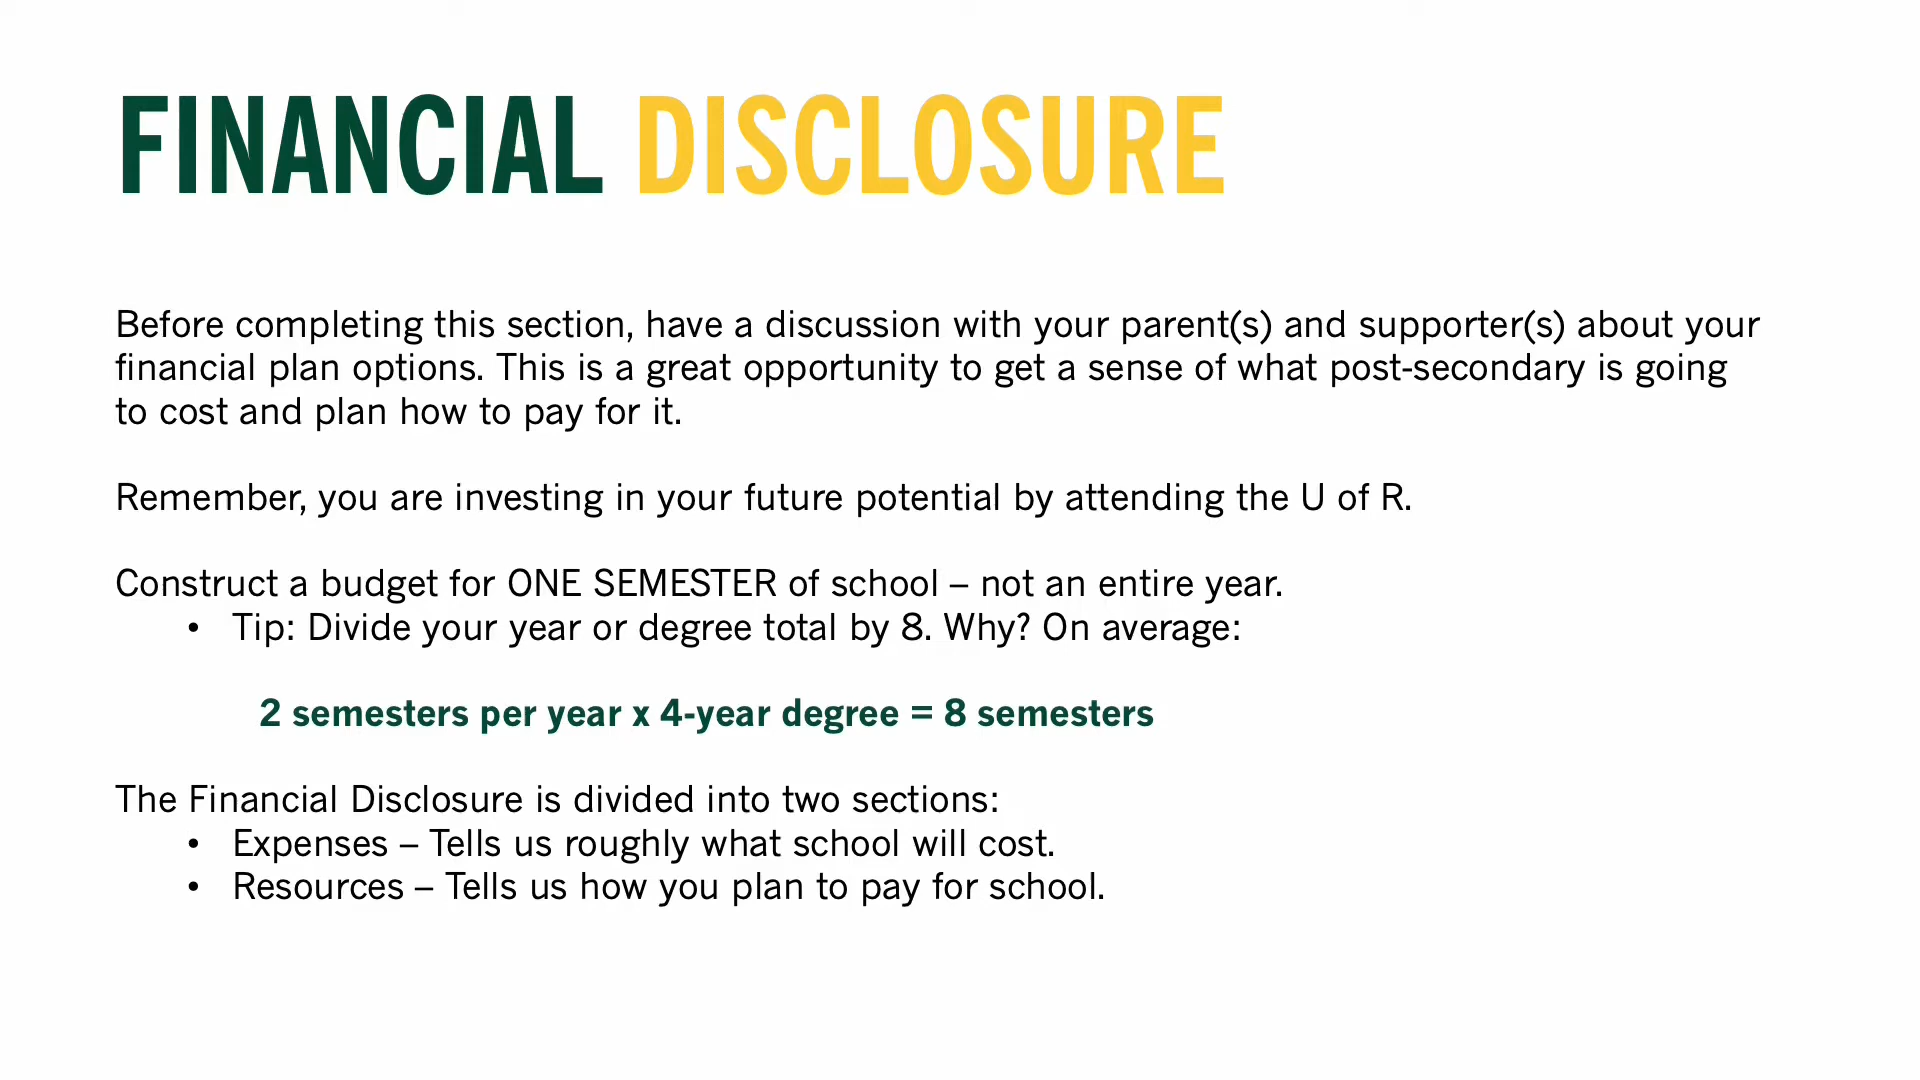 FINANCIAL DISCLOSURE
Before completing this section, have a discussion with your parent(s) and supporter(s) about your
financial plan options. This is a great opportunity to get a sense of what post-secondary is going
to cost and plan how to pay for it.
Remember, you are investing in your future potential by attending the U of R.
Construct a budget for ONE SEMESTER of school – not an entire year.
• Tip: Divide your year or degree total by 8. Why? On average:
2 semesters per year x 4-year degree = 8 semesters
The Financial Disclosure is divided into two sections:
• Expenses – Tells us roughly what school will cost.
• Resources – Tells us how you plan to pay for school.